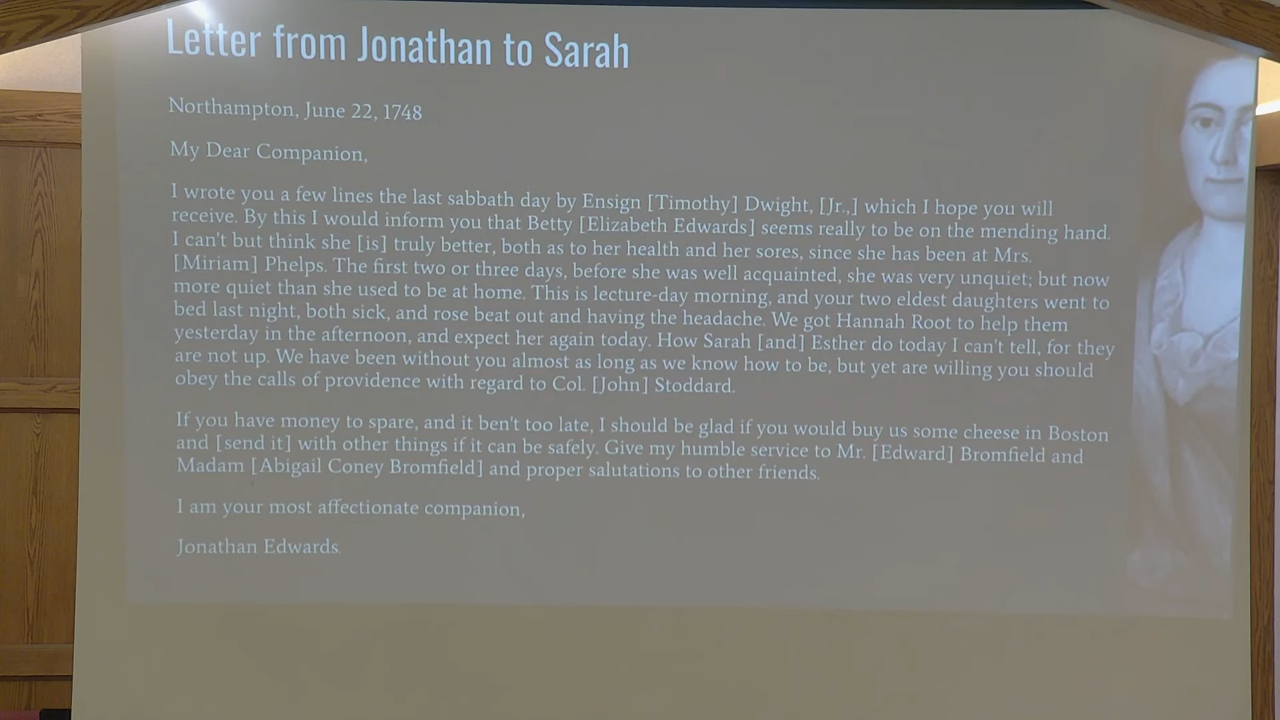 Letter from Jonathan to Sarah
Northampton, June 22, 1748
My Dear Companion,
I wrote you a few lines the last sabbath day by Ensign [Timothy] Dwight, [Jr.,] which I hope you will
receive. By this I would inform you that Betty [Elizabeth Edwards] seems really to be on the mending hand.
I can't but think she [is] truly better, both as to her health and her sores, since she has been at Mrs.
[Miriam] Phelps. The first two or three days, before she was well acquainted, she was very unquiet; but now
more quiet than she used to be at home. This is lecture-day morning, and your two eldest daughters went to
bed last night, both sick, and rose beat out and having the headache. We got Hannah Root to help them
yesterday in the afternoon, and expect her again today. How Sarah [and] Esther do today I can't tell, for they
are not up. We have been without you almost as long as we know how to be, but yet are willing you should
obey the calls of providence with regard to Col. [John] Stoddard.
If you have money to spare, and it ben't too late, I should be glad if you would buy us some cheese in Boston
and [send it] with other things if it can be safely. Give my humble service to Mr. [Edward] Bromfield and
Madam [Abigail Coney Bromfield] and proper salutations to other friends.
I am your most affectionate companion,
Jonathan Edwards.